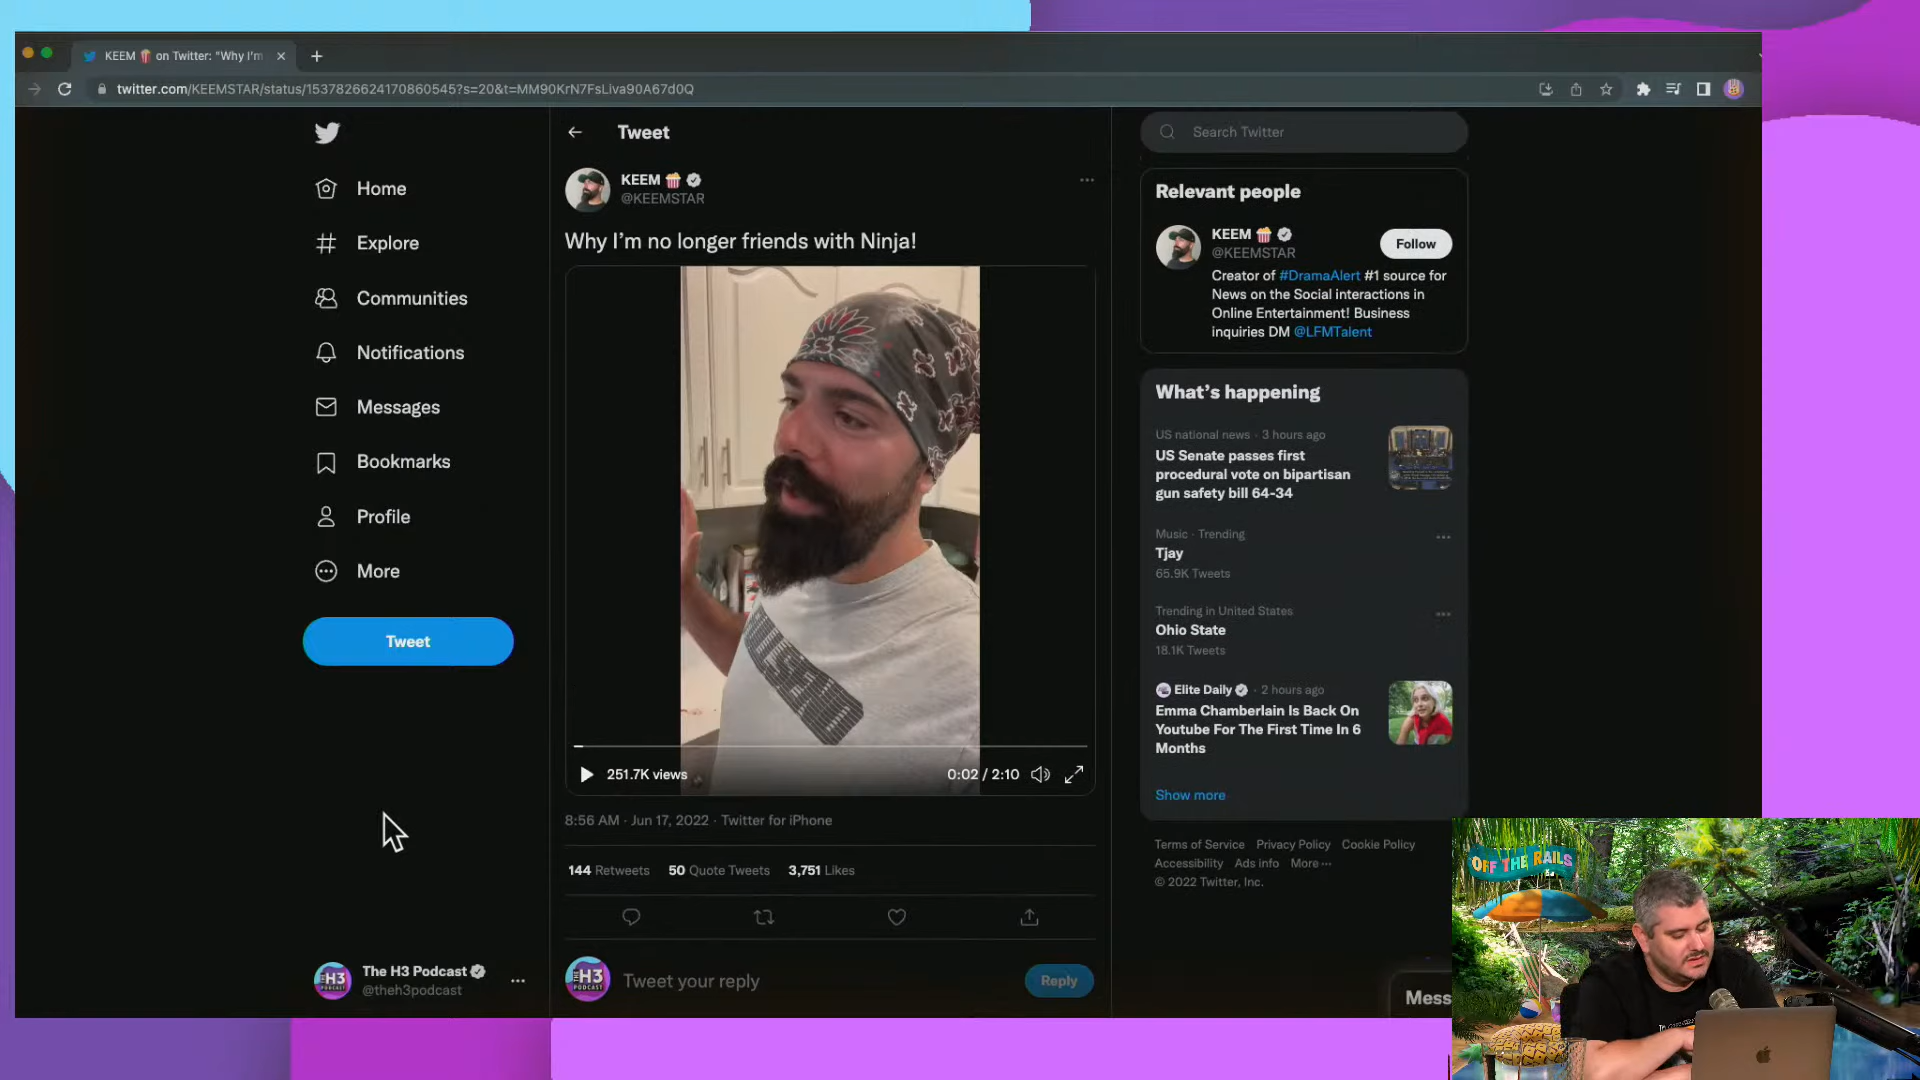 KEEM 🍿 on Twitter: "Why I'm
twitter.com/KEEMSTAR/status/1537826624170860545?s=20&t=MM90KrN7FsLiva90A67d0Q
Home
Explore
Communities
Notifications
Messages
Bookmarks
Profile
More
Tweet
The H3 Podcast
@theh3podcast
Tweet
KEEM 🍿
@KEEMSTAR
Why I'm no longer friends with Ninja!
251.7K views
0:02 / 2:10
8:56 AM · Jun 17, 2022 · Twitter for iPhone
144 Retweets 50 Quote Tweets 3,751 Likes
H3
PODCAST
Tweet your reply
Reply
Search Twitter
Relevant people
KEEM 🍿
@KEEMSTAR
Follow
Creator of #DramaAlert #1 source for
News on the Social interactions in
Online Entertainment! Business
inquiries DM @LFMTalent
What's happening
US national news · 3 hours ago
US Senate passes first
procedural vote on bipartisan
gun safety bill 64-34
Music · Trending
Tjay
65.9K Tweets
Trending in United States
Ohio State
18.1K Tweets
Elite Daily · 2 hours ago
Emma Chamberlain Is Back On
Youtube For The First Time In 6
Months
Show more
Terms of Service Privacy Policy Cookie Policy
Accessibility Ads info More ···
© 2022 Twitter, Inc.
Mess
OFF THE RAILS